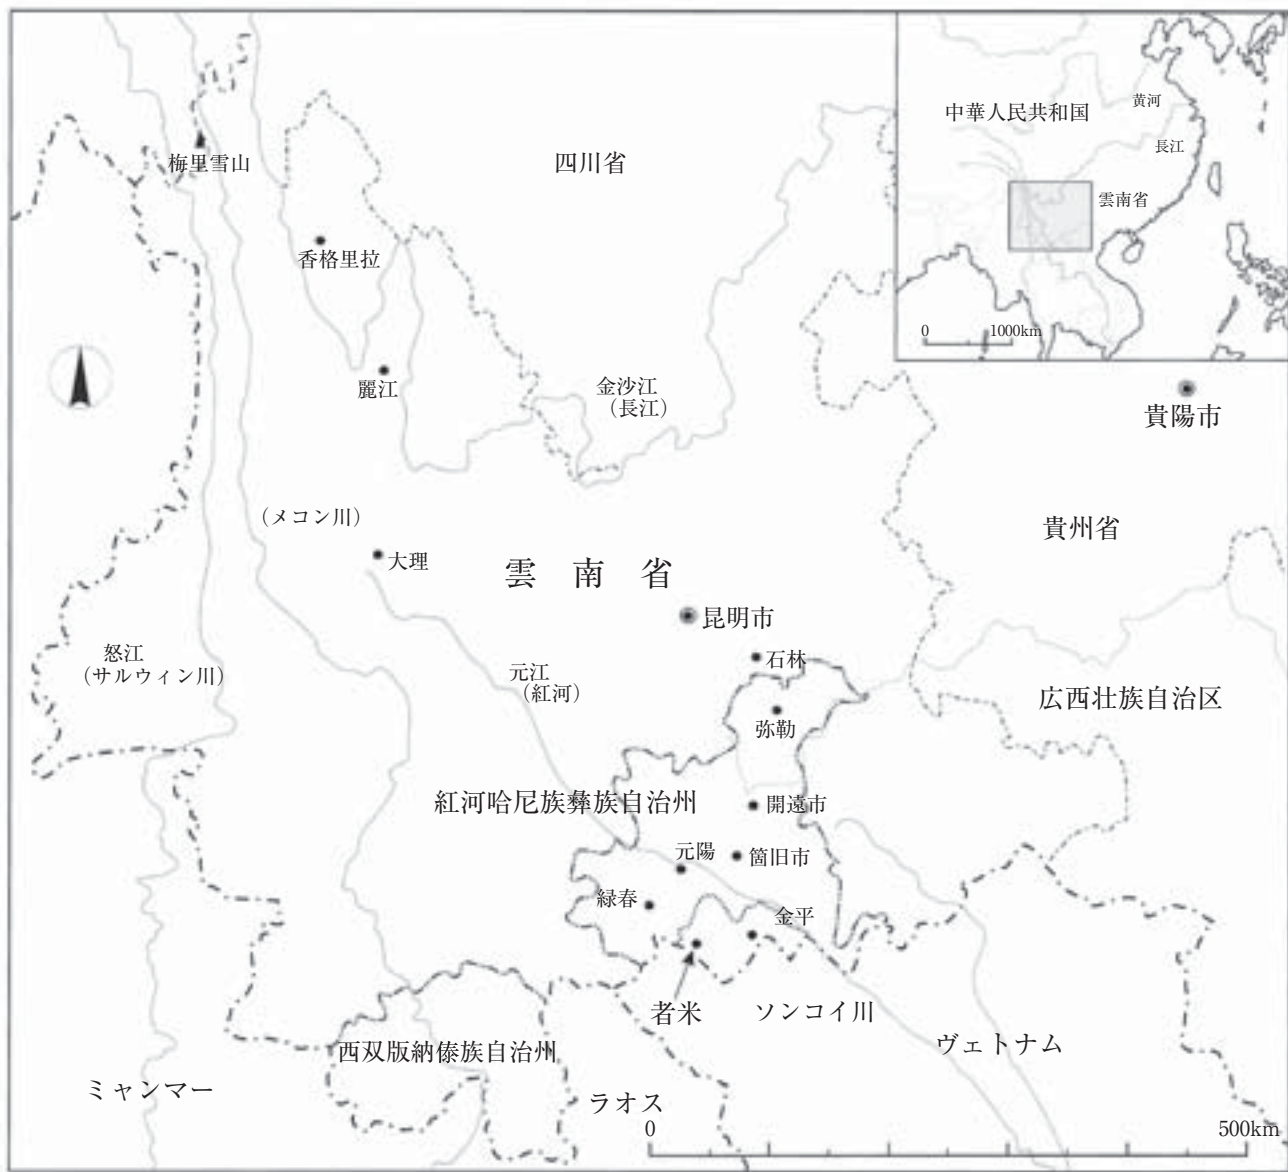 中華人民共和国
黄河
長江
雲南省
0
1000km
梅里雪山
四川省
香格里拉
麗江
金沙江
（長江）
貴陽市
貴州省
（メコン川）
大理
雲南省
昆明市
石林
怒江
（サルウィン川）
元江
（紅河）
広西壮族自治区
弥勒
紅河哈尼族彝族自治州
開遠市
元陽
箇旧市
緑春
金平
者米
ソンコイ川
ヴェトナム
西双版納傣族自治州
ミャンマー
ラオス
0
500km